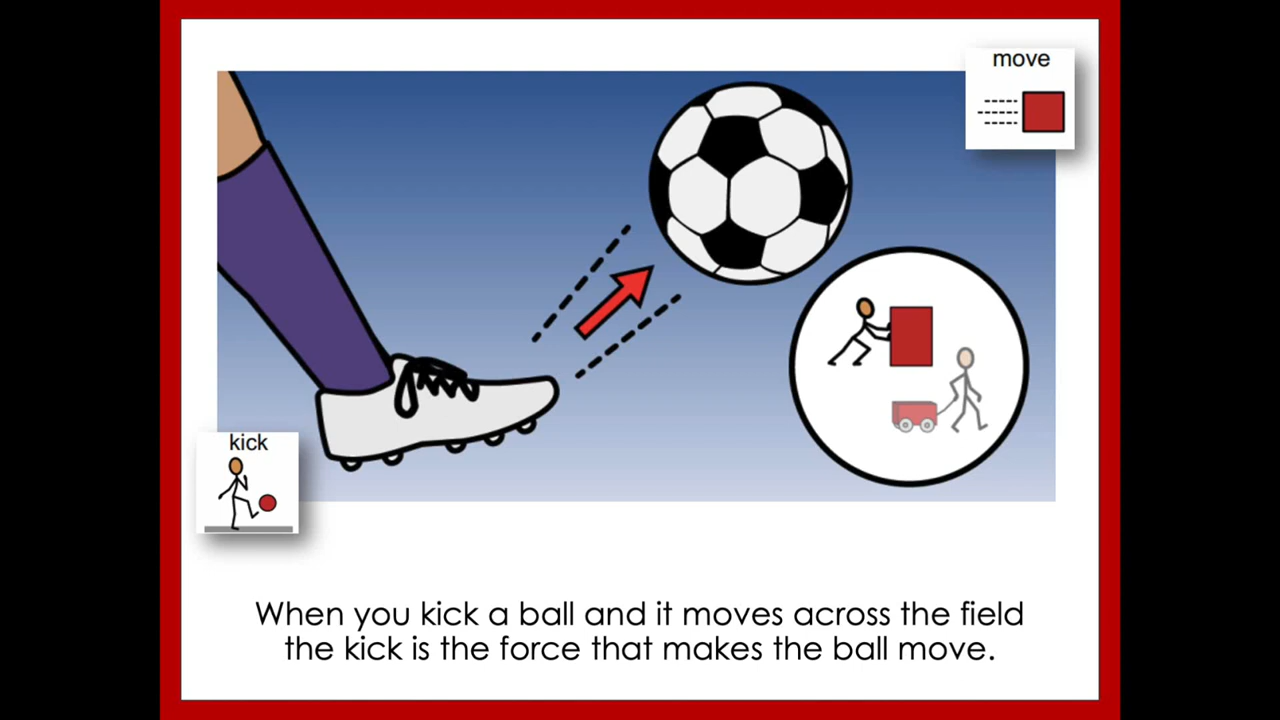 move
kick
When you kick a ball and it moves across the field
the kick is the force that makes the ball move.